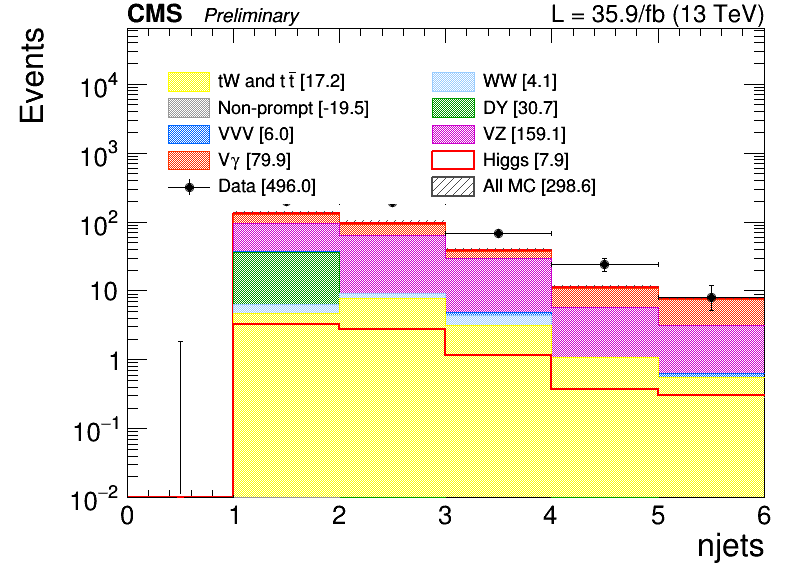 CMS Preliminary L = 35.9/fb (13 TeV)
Events
tW and t t̄ [17.2] WW [4.1]
Non-prompt [-19.5] DY [30.7]
VVV [6.0] VZ [159.1]
Vγ [79.9] Higgs [7.9]
Data [496.0] All MC [298.6]
10⁴
10³
10²
10
1
10⁻¹
10⁻²
0 1 2 3 4 5 6
njets